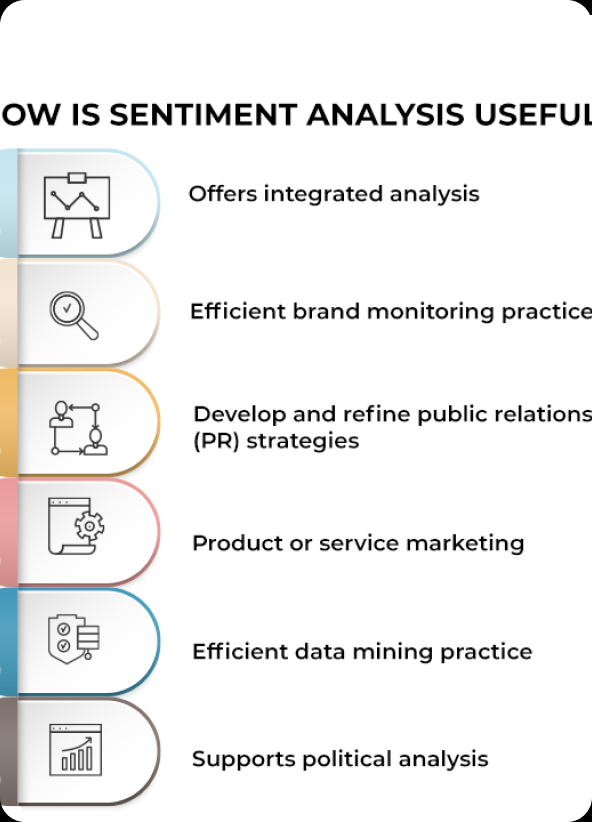 OW IS SENTIMENT ANALYSIS USEFUL
Offers integrated analysis
Efficient brand monitoring practice
Develop and refine public relations
(PR) strategies
Product or service marketing
Efficient data mining practice
Supports political analysis